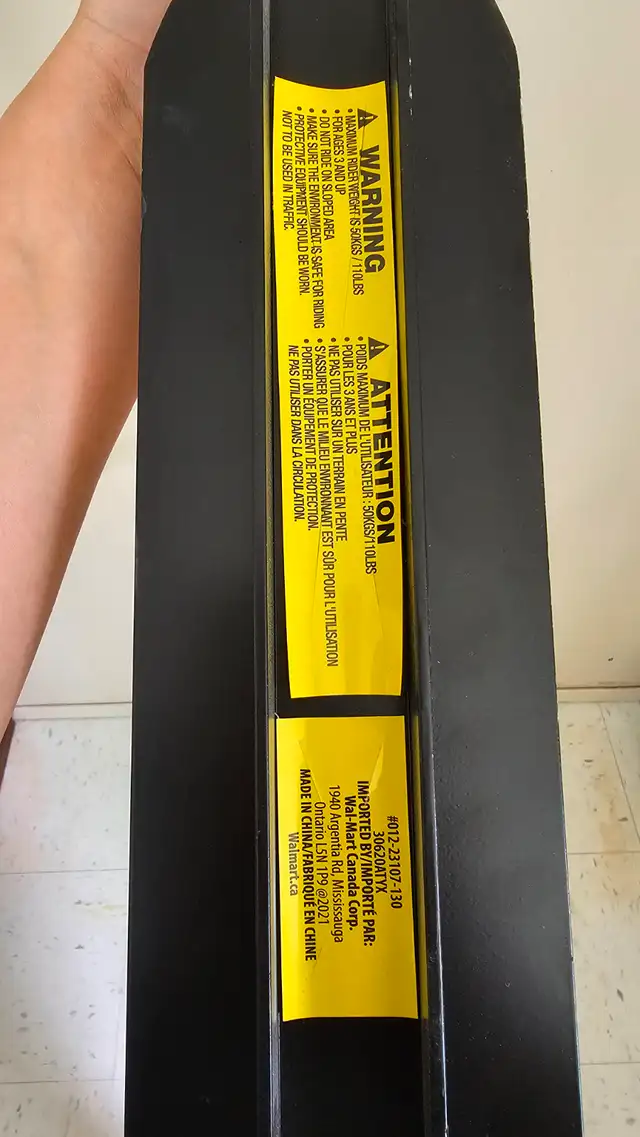 ⚠ WARNING
• MAXIMUM RIDER WEIGHT IS 50KGS / 110LBS
• FOR AGES 3 AND UP
• DO NOT RIDE ON SLOPED AREA
• MAKE SURE THE ENVIRONMENT IS SAFE FOR RIDING
• PROTECTIVE EQUIPMENT SHOULD BE WORN.
NOT TO BE USED IN TRAFFIC.
⚠ ATTENTION
• POIDS MAXIMUM DE L'UTILISATEUR : 50KGS/110LBS
• POUR LES 3 ANS ET PLUS
• NE PAS UTILISER SUR UN TERRAIN EN PENTE
• S'ASSURER QUE LE MILIEU ENVIRONNANT EST SÛR POUR L'UTILISATION
• PORTER UN ÉQUIPEMENT DE PROTECTION.
NE PAS UTILISER DANS LA CIRCULATION.
#012-23107-130
30620ATYX
IMPORTED BY/IMPORTÉ PAR:
Wal-Mart Canada Corp.
1940 Argentia Rd, Mississauga
Ontario L5N 1P9 @2021
MADE IN CHINA/FABRIQUÉ EN CHINE
Walmart.ca